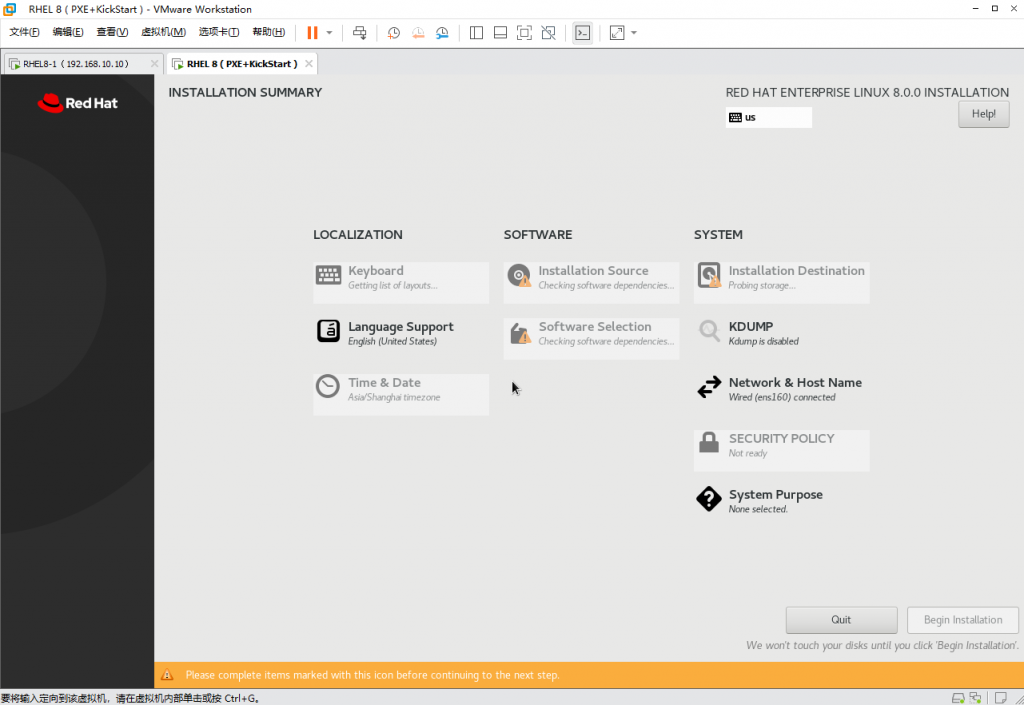 RHEL 8 ( PXE+KickStart ) - VMware Workstation
文件(F) 编辑(E) 查看(V) 虚拟机(M) 选项卡(T) 帮助(H)
RHEL8-1 ( 192.168.10.10 )
RHEL 8 ( PXE+KickStart )
Red Hat
INSTALLATION SUMMARY
RED HAT ENTERPRISE LINUX 8.0.0 INSTALLATION
us
Help!
LOCALIZATION
Keyboard
Getting list of layouts...
Language Support
English (United States)
Time & Date
Asia/Shanghai timezone
SOFTWARE
Installation Source
Checking software dependencies...
Software Selection
Checking software dependencies...
SYSTEM
Installation Destination
Probing storage...
KDUMP
Kdump is disabled
Network & Host Name
Wired (ens160) connected
SECURITY POLICY
Not ready
System Purpose
None selected.
Quit
Begin Installation
We won't touch your disks until you click 'Begin Installation'.
Please complete items marked with this icon before continuing to the next step.
要将输入定向到该虚拟机，请在虚拟机内部单击或按 Ctrl+G。